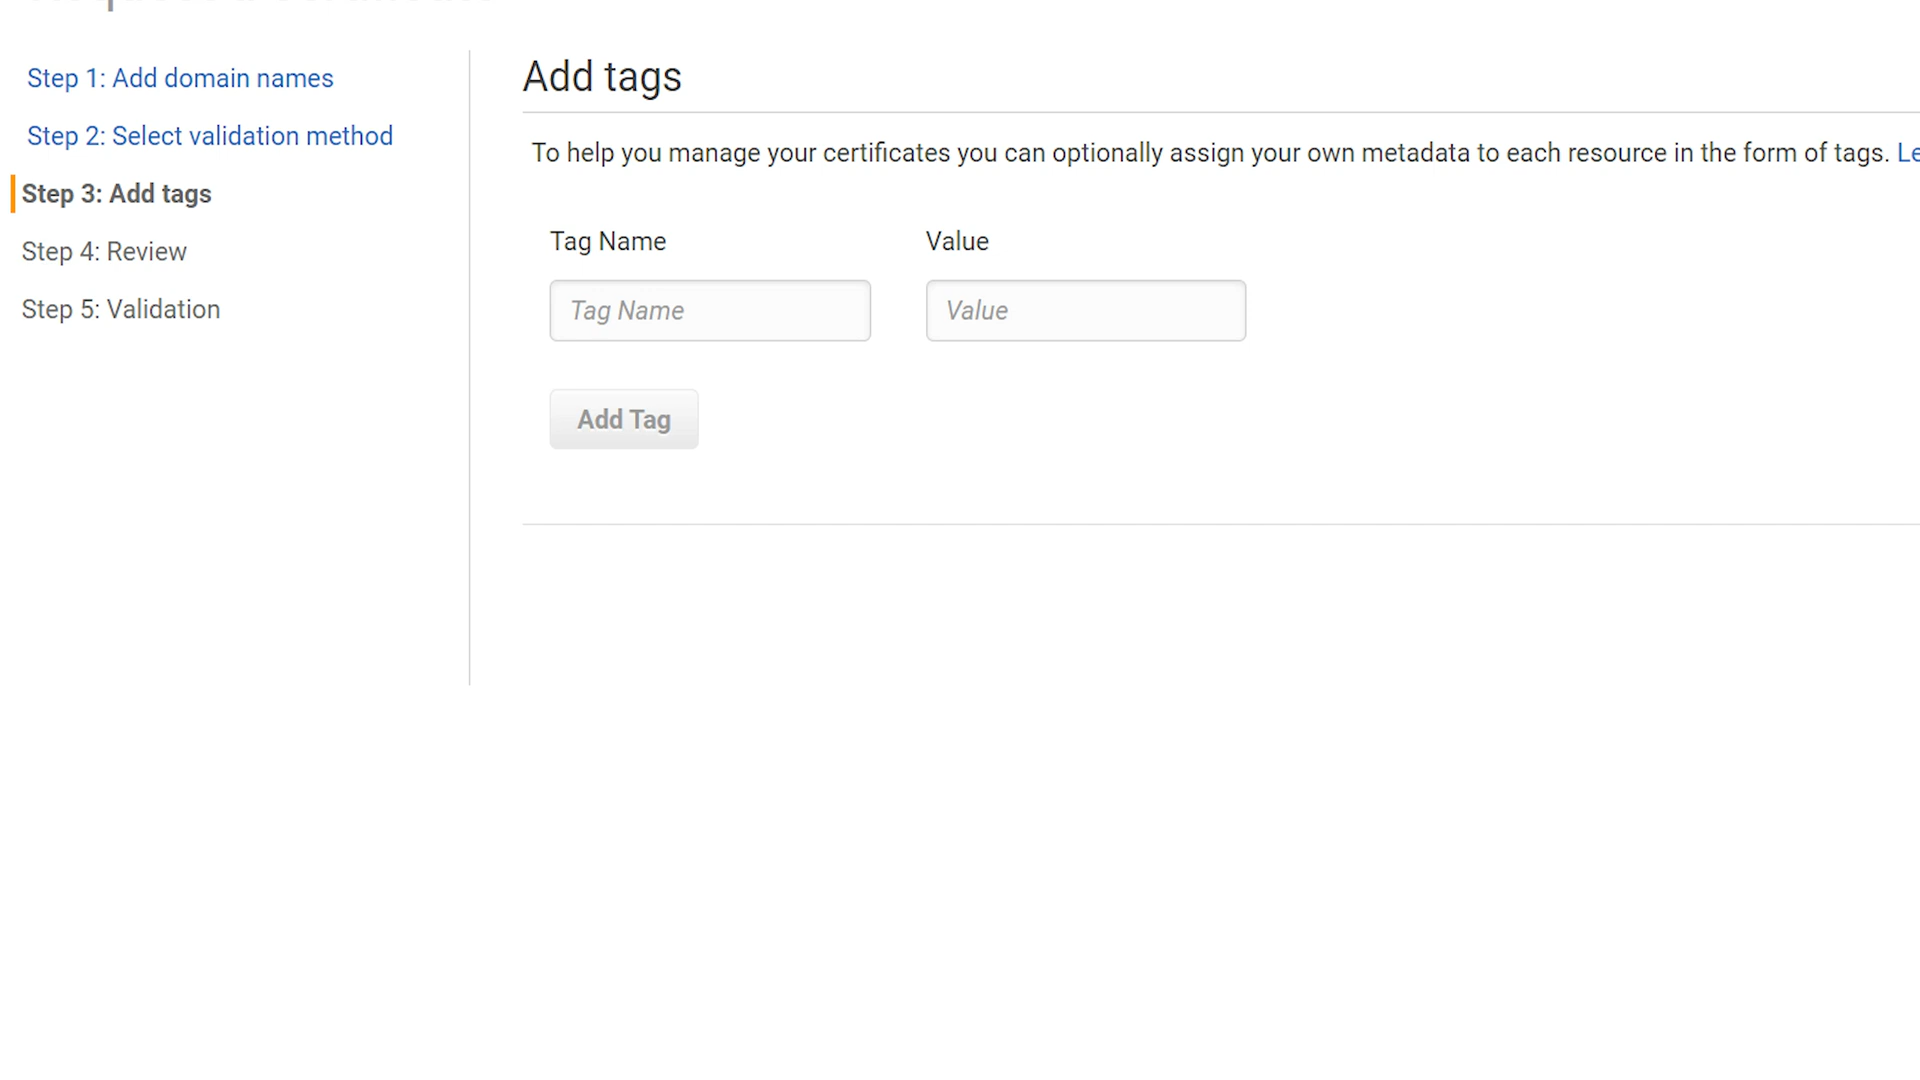 Step 1: Add domain names
Step 2: Select validation method
Step 3: Add tags
Step 4: Review
Step 5: Validation
Add tags
To help you manage your certificates you can optionally assign your own metadata to each resource in the form of tags.
Tag Name
Value
Tag Name
Value
Add Tag